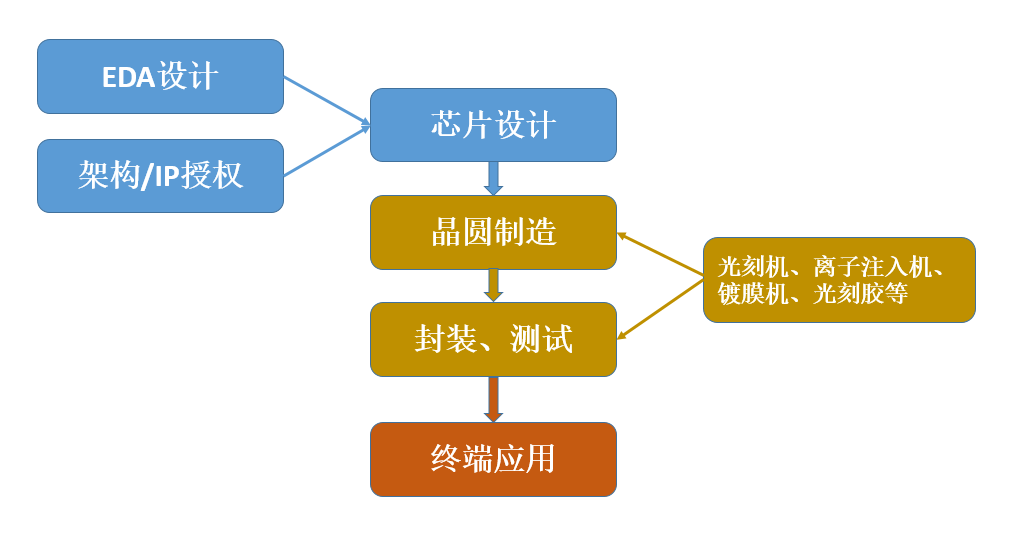 EDA设计
架构/IP授权
芯片设计
晶圆制造
光刻机、离子注入机、
镀膜机、光刻胶等
封装、测试
终端应用